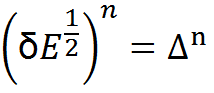 (δE^{1/2})^n = Δ^n